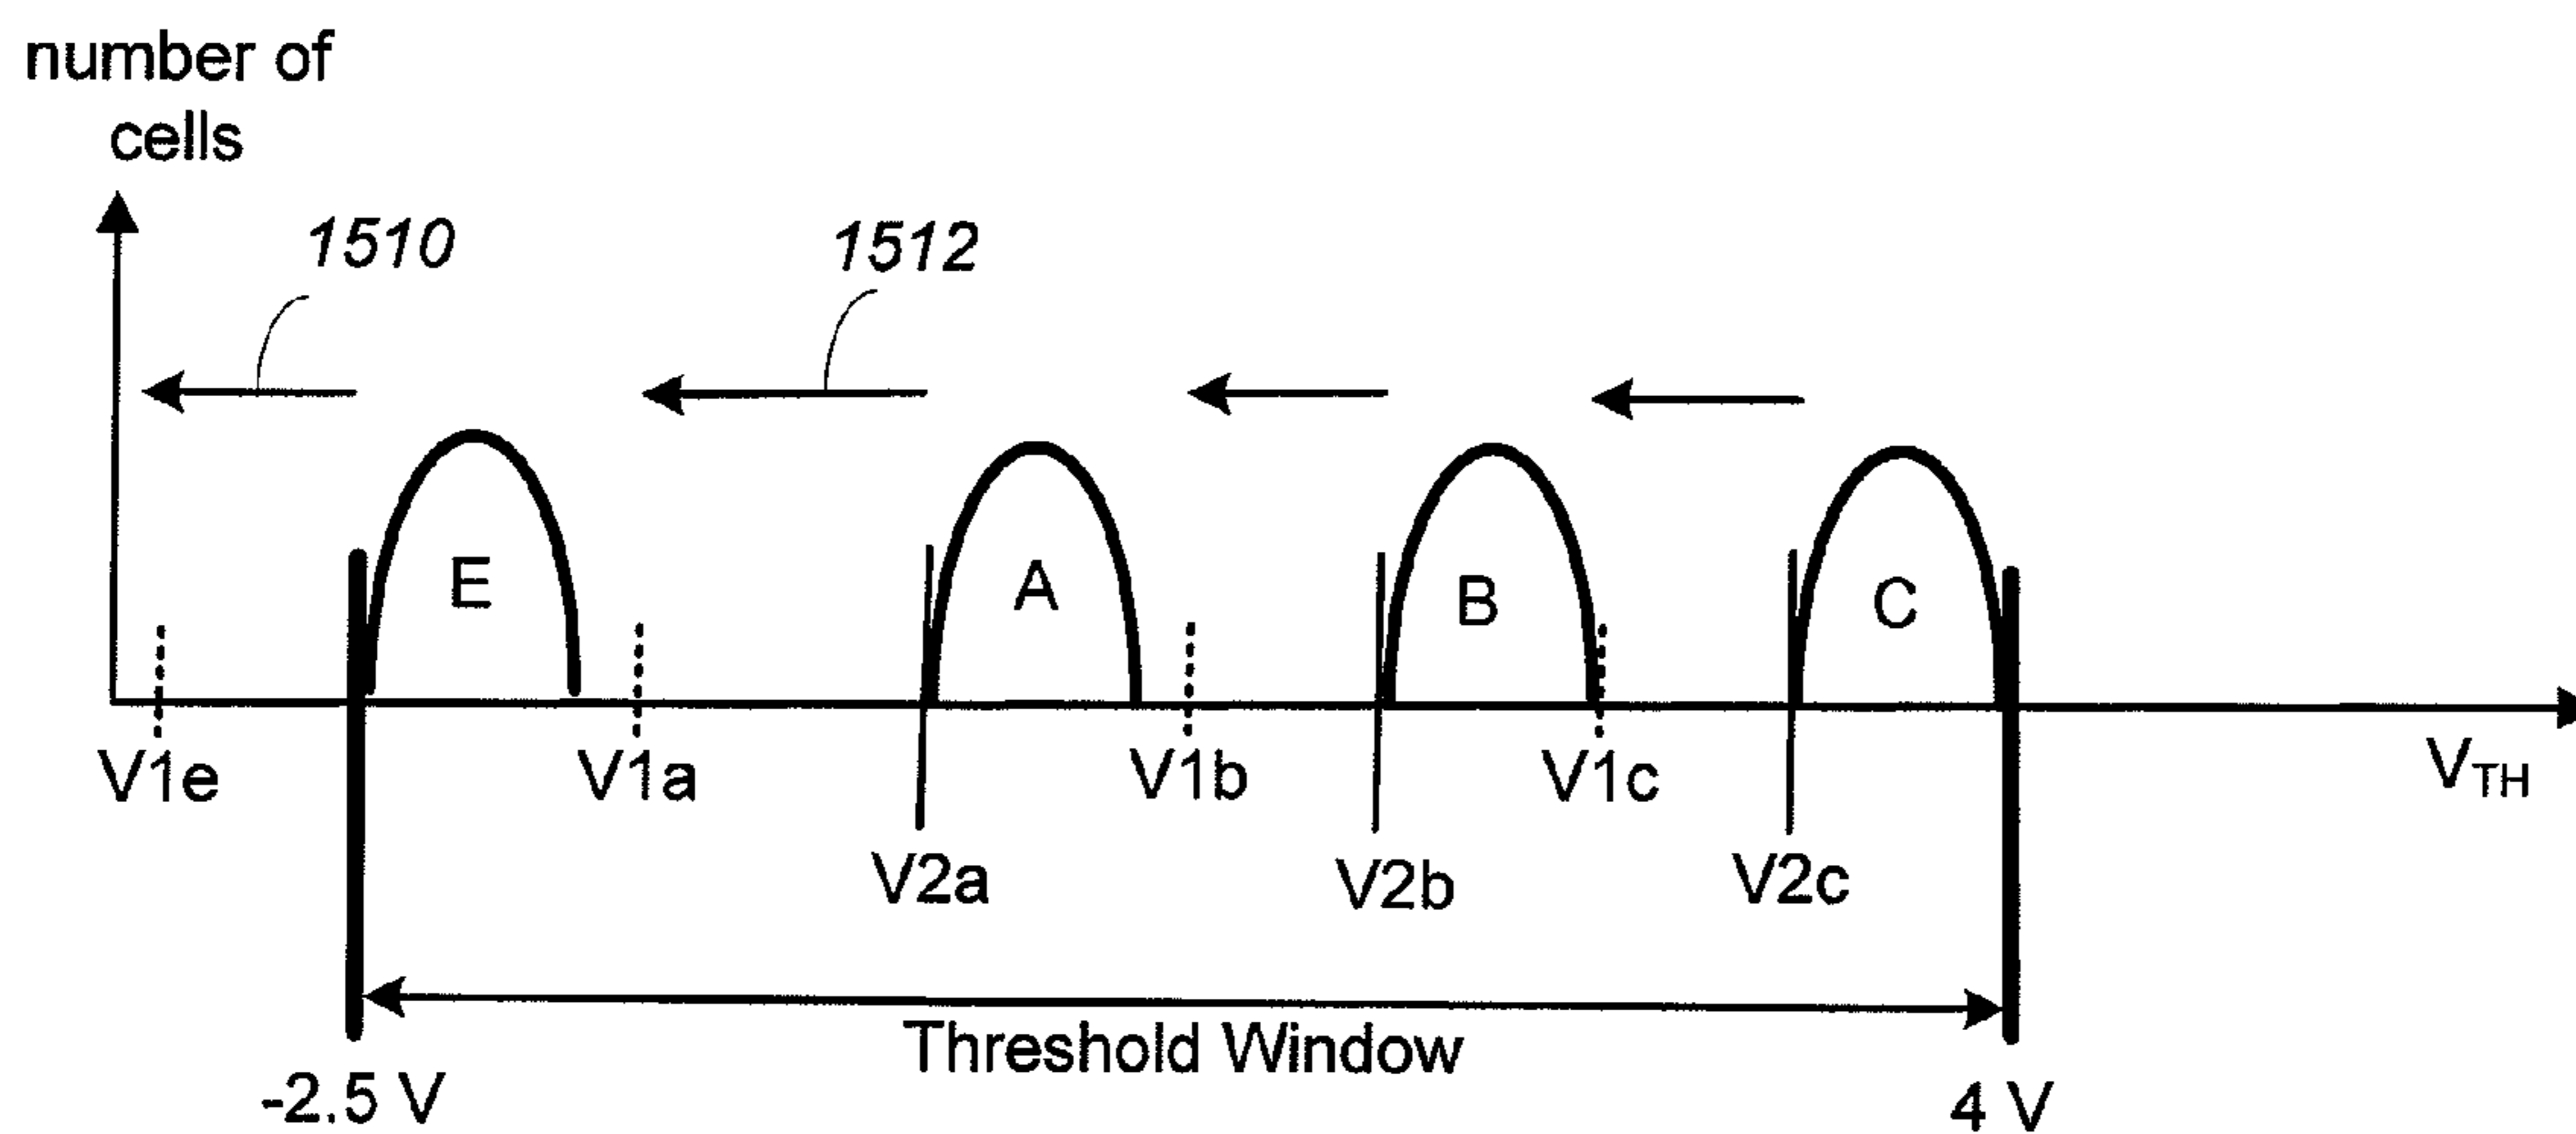 number of
cells
1510
1512
E
A
B
C
V1e
V1a
V1b
V1c
VTH
V2a
V2b
V2c
Threshold Window
-2.5 V
4 V